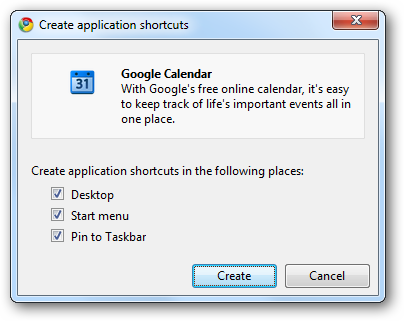 Create application shortcuts
31
Google Calendar
With Google's free online calendar, it's easy
to keep track of life's important events all in
one place.
Create application shortcuts in the following places:
Desktop
Start menu
Pin to Taskbar
Create
Cancel